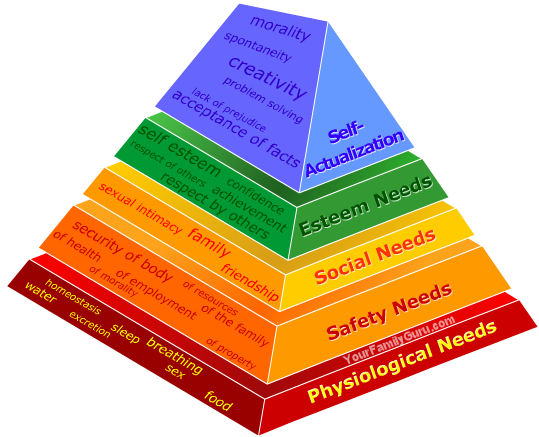 morality
spontaneity
creativity
problem solving
lack of prejudice
acceptance of facts
Self-
Actualization
self esteem
confidence
respect of others
achievement
respect by others
Esteem Needs
sexual intimacy
family
friendship
Social Needs
security of body
of resources
of health
of employment
of the family
of morality
of property
Safety Needs
YourFamilyGuru.com
homeostasis
water
excretion
sleep
breathing
sex
food
Physiological Needs